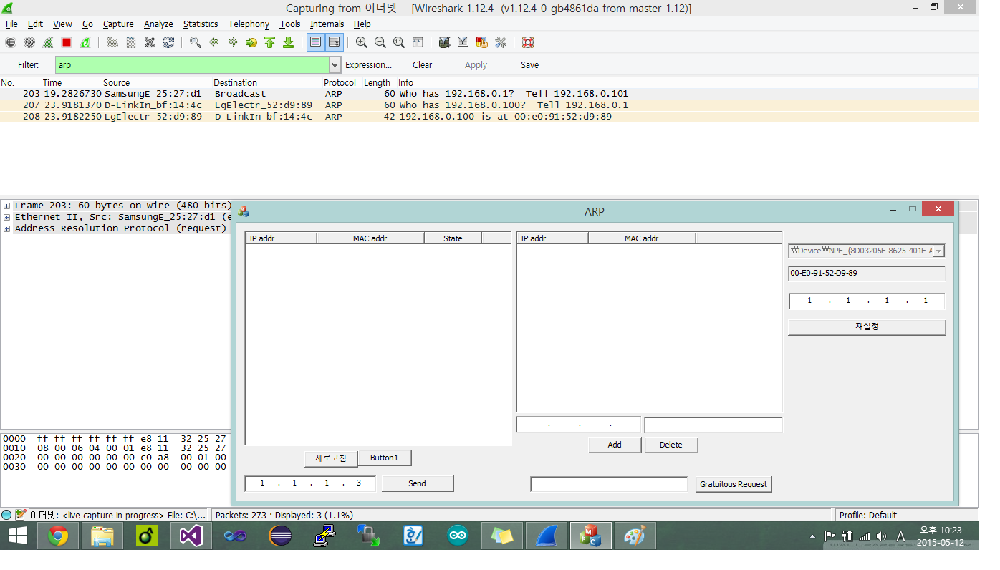 Capturing from 이더넷 [Wireshark 1.12.4 (v1.12.4-0-gb4861da from master-1.12)]
File Edit View Go Capture Analyze Statistics Telephony Tools Internals Help
Filter: arp Expression... Clear Apply Save
No. Time Source Destination Protocol Length Info
203 19.2826730 SamsungE_25:27:d1 Broadcast ARP 60 Who has 192.168.0.1? Tell 192.168.0.101
207 23.9181370 D-LinkIn_bf:14:4c LgElectr_52:d9:89 ARP 60 Who has 192.168.0.100? Tell 192.168.0.1
208 23.9182250 LgElectr_52:d9:89 D-LinkIn_bf:14:4c ARP 42 192.168.0.100 is at 00:e0:91:52:d9:89
Frame 203: 60 bytes on wire (480 bits)
Ethernet II, Src: SamsungE_25:27:d1 (e
Address Resolution Protocol (request)
0000 ff ff ff ff ff ff e8 11 32 25 27
0010 08 00 06 04 00 01 e8 11 32 25 27
0020 00 00 00 00 00 00 c0 a8 00 01 00
0030 00 00 00 00 00 00 00 00 00 00 00
ARP
IP addr MAC addr State
IP addr MAC addr
₩Device₩NPF_{8D03205E-8625-401E-A
00-E0-91-52-D9-89
1 . 1 . 1 . 1
재설정
. . .
Add Delete
새로고침 Button1
1 . 1 . 1 . 3 Send
Gratuitous Request
이더넷: <live capture in progress> File: C:\... Packets: 273 · Displayed: 3 (1.1%) Profile: Default
A 오후 10:23
2015-05-12